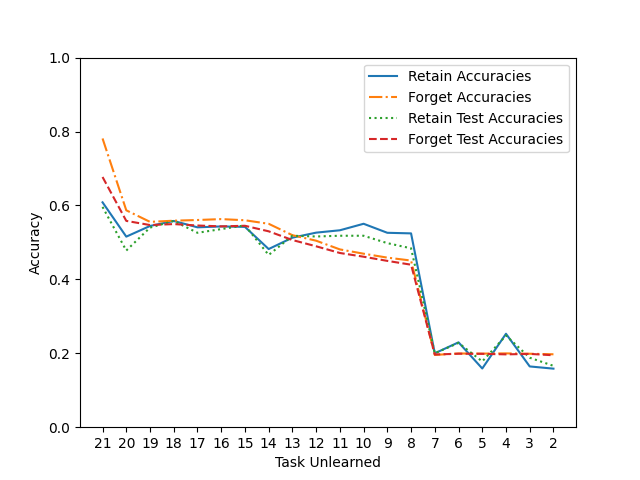 1.0
0.8
0.6
0.4
0.2
0.0
Accuracy
Retain Accuracies
Forget Accuracies
Retain Test Accuracies
Forget Test Accuracies
21 20 19 18 17 16 15 14 13 12 11 10 9 8 7 6 5 4 3 2
Task Unlearned